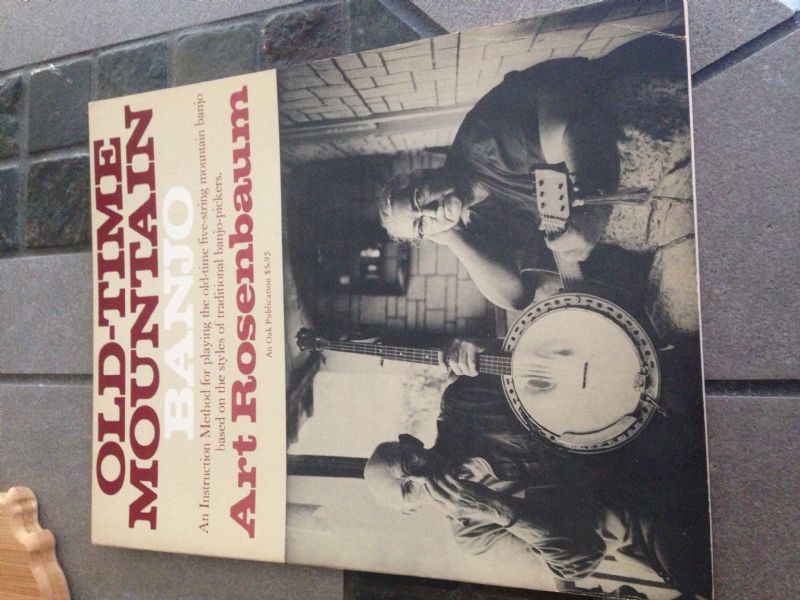 OLD-TIME
MOUNTAIN
BANJO
An Instruction Method for playing the old-time five-string mountain banjo
based on the styles of traditional banjo-pickers.
Art Rosenbaum
An Oak Publication $5.95